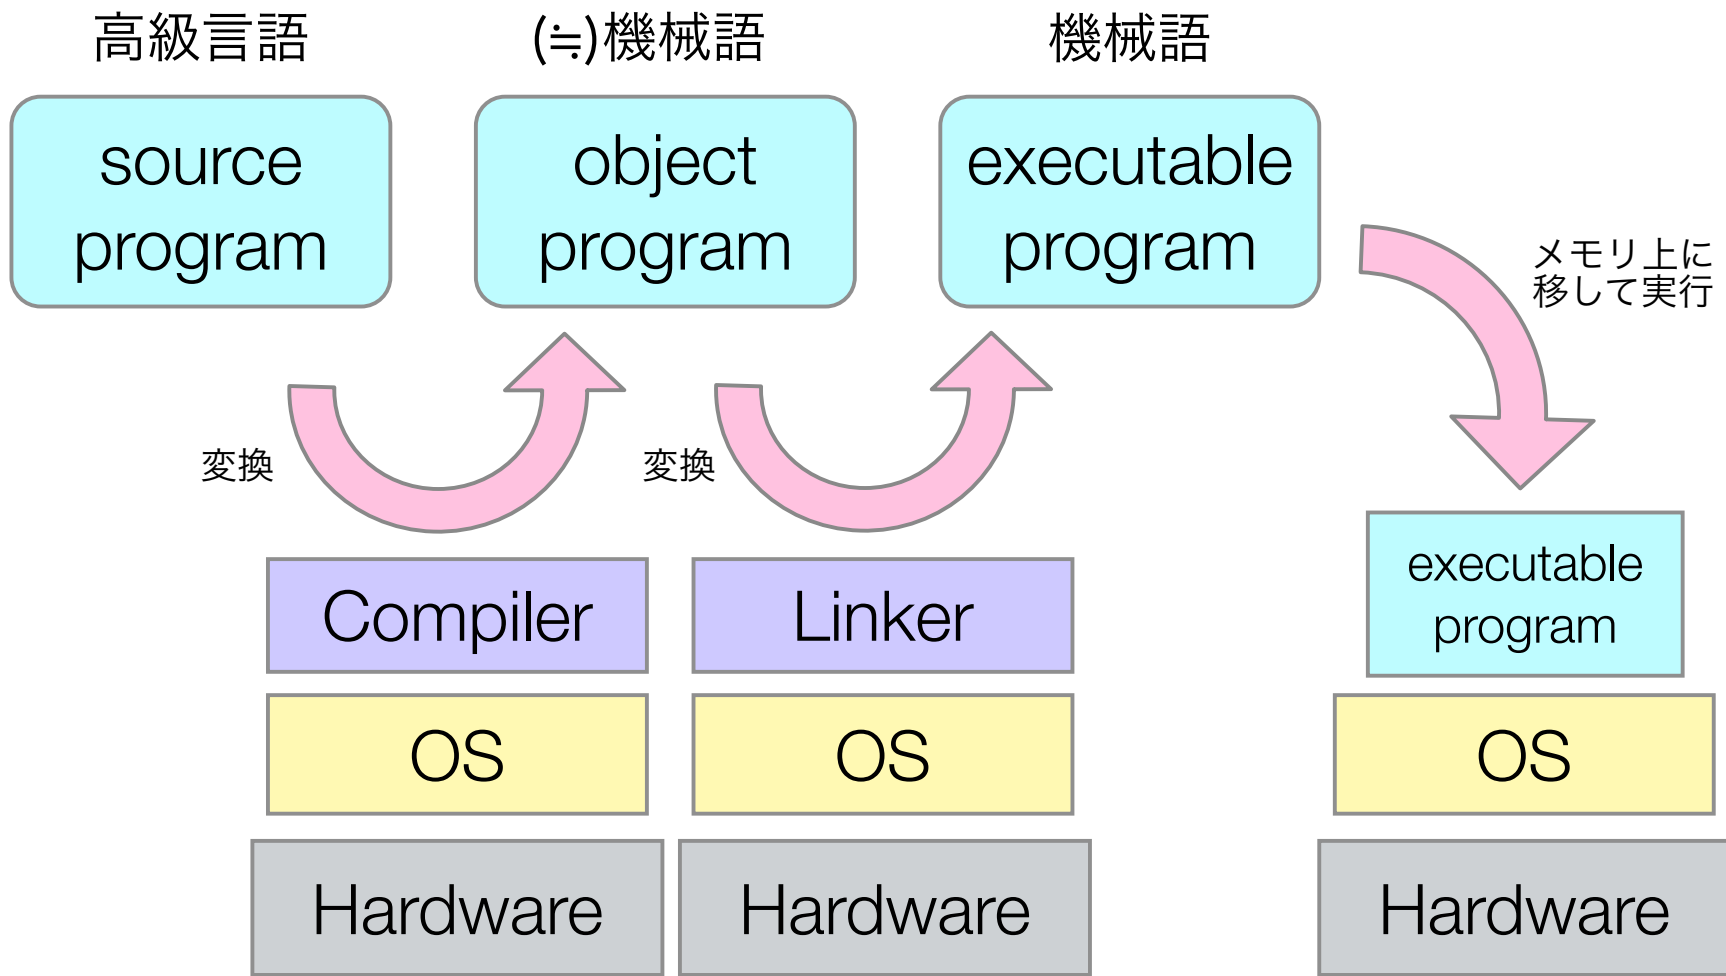 高級言語
(≒)機械語
機械語
source
program
object
program
executable
program
メモリ上に
移して実行
変換
変換
executable
program
Compiler
Linker
OS
OS
OS
Hardware
Hardware
Hardware